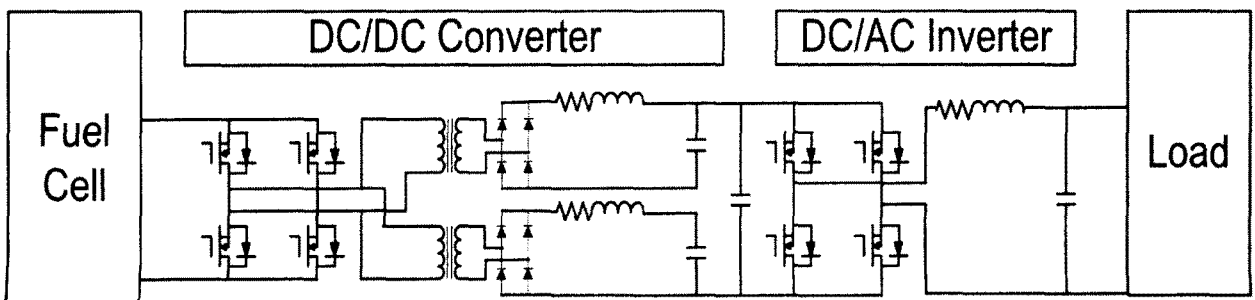 DC/DC Converter
DC/AC Inverter
Fuel
Cell
Load